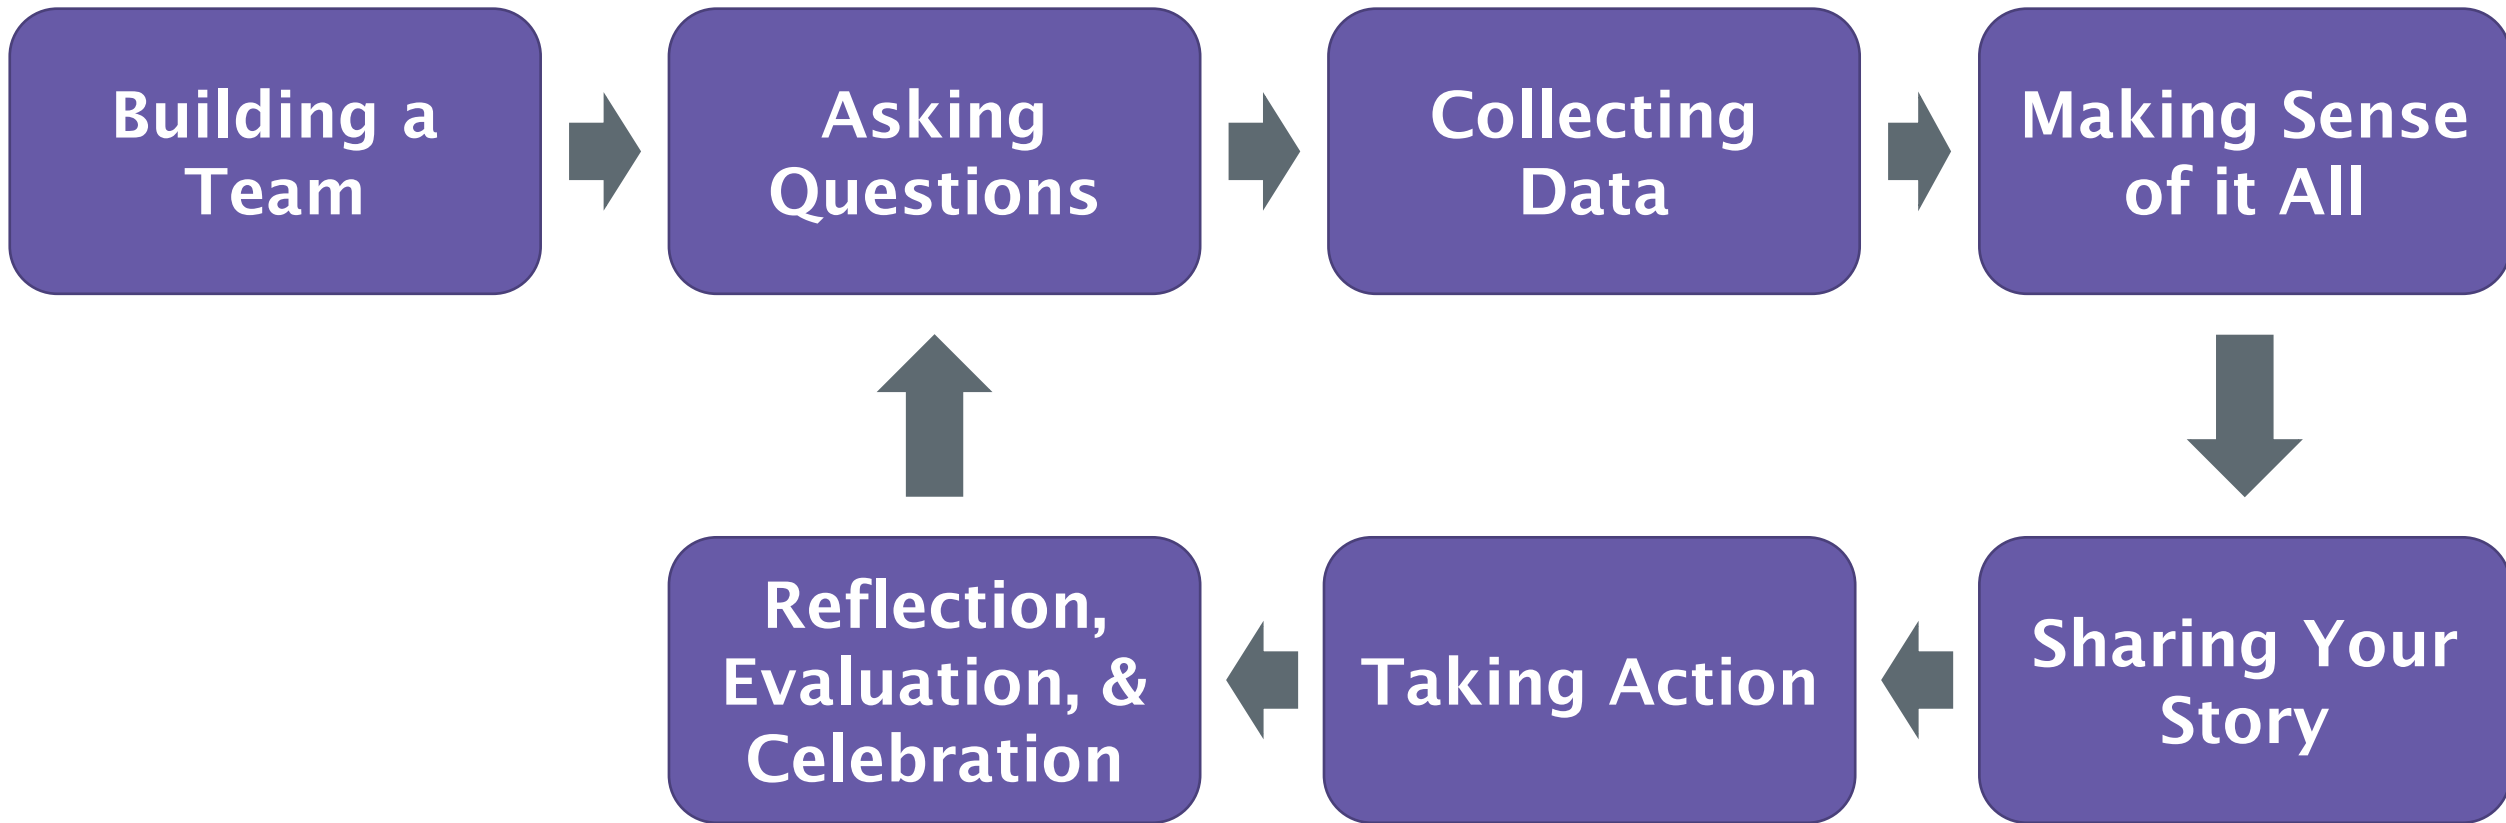 Building a
Team
Asking
Questions
Collecting
Data
Making Sense
of it All
Sharing Your
Story
Taking Action
Reflection,
Evaluation, &
Celebration